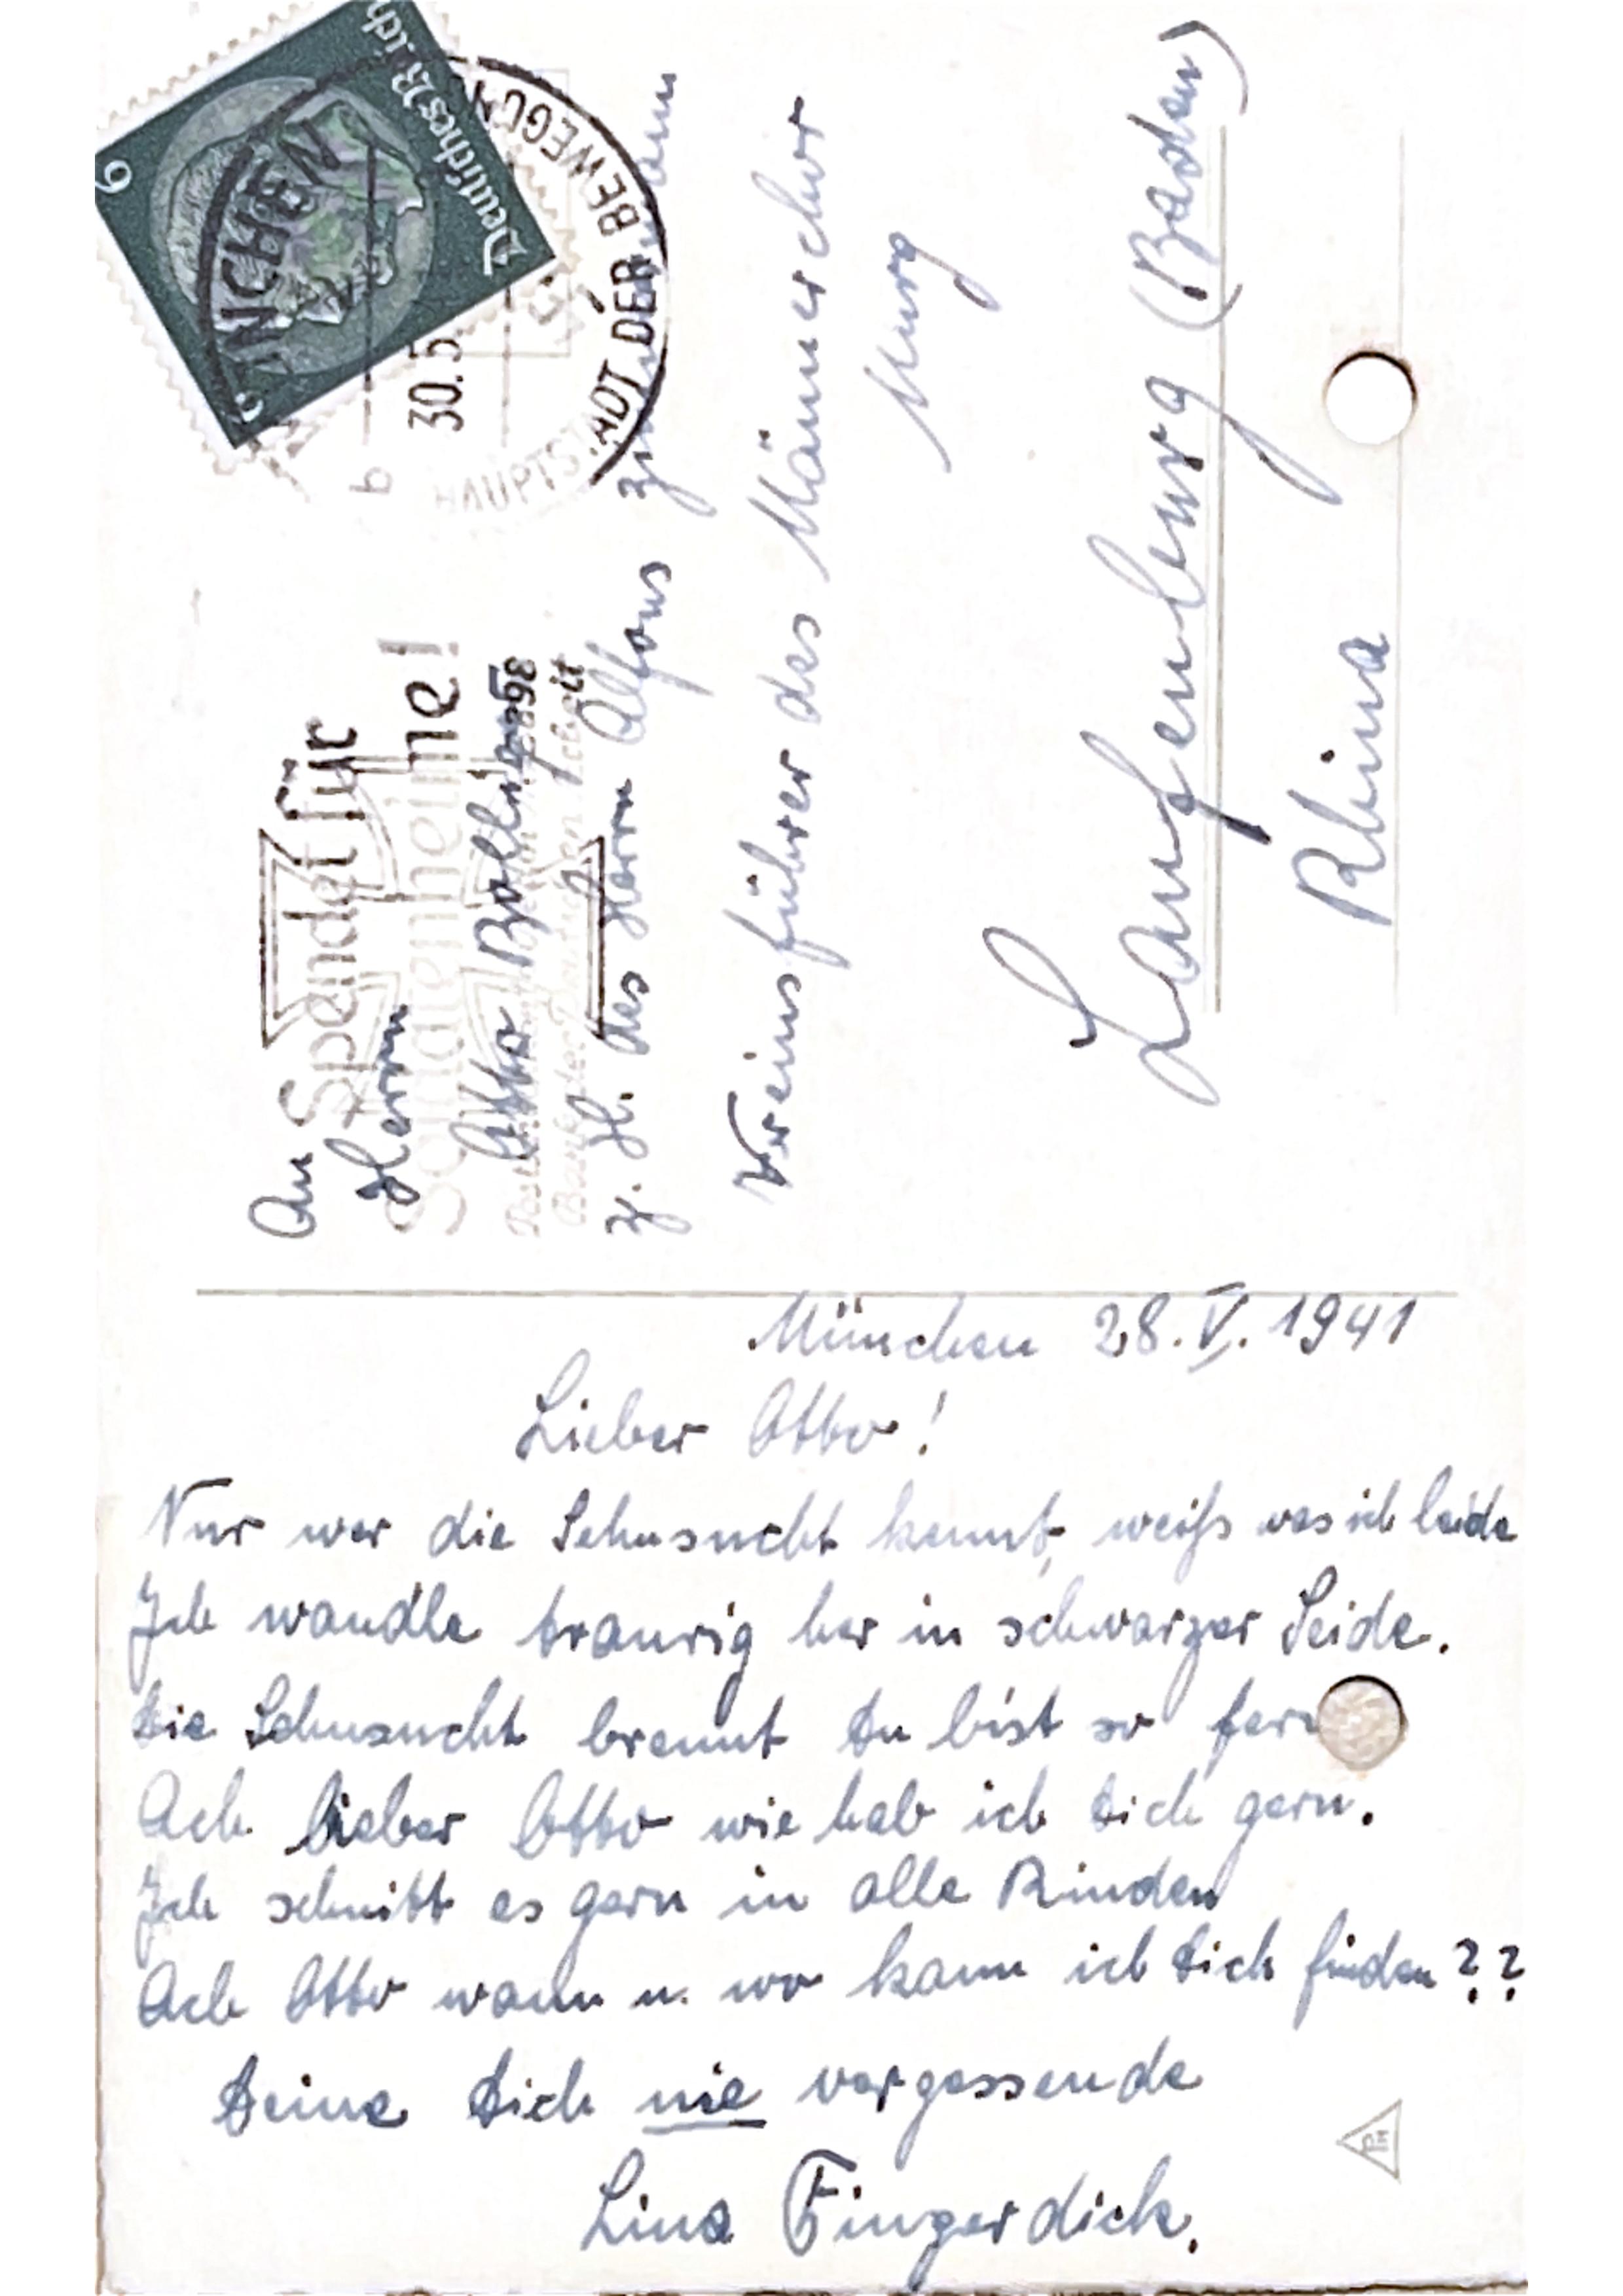 Deutsches Reich
6
MÜNCHEN
HAUPTSTADT DER BEWEGUNG
30.5.
b
Spendet für
Soldatenheime!
An
Herrn
Otto Bollinger
z. H. des Herrn Alfons
Vereinsführer des Männerchor
Murg
Laufenburg (Baden)
Rhina
München 28.V.1941
Lieber Otto!
Nur wer die Sehnsucht kennt, weiß was ich leide
Ich wandle traurig her in schwarzer Seide.
Die Sehnsucht brennt Du bist so fern
Ach lieber Otto wie hab ich Dich gern.
Ich schnitt es gern in alle Rinden
Ach Otto wann u. wo kann ich Dich finden??
Deine Dich nie vergessende
Lina Fingerdick.